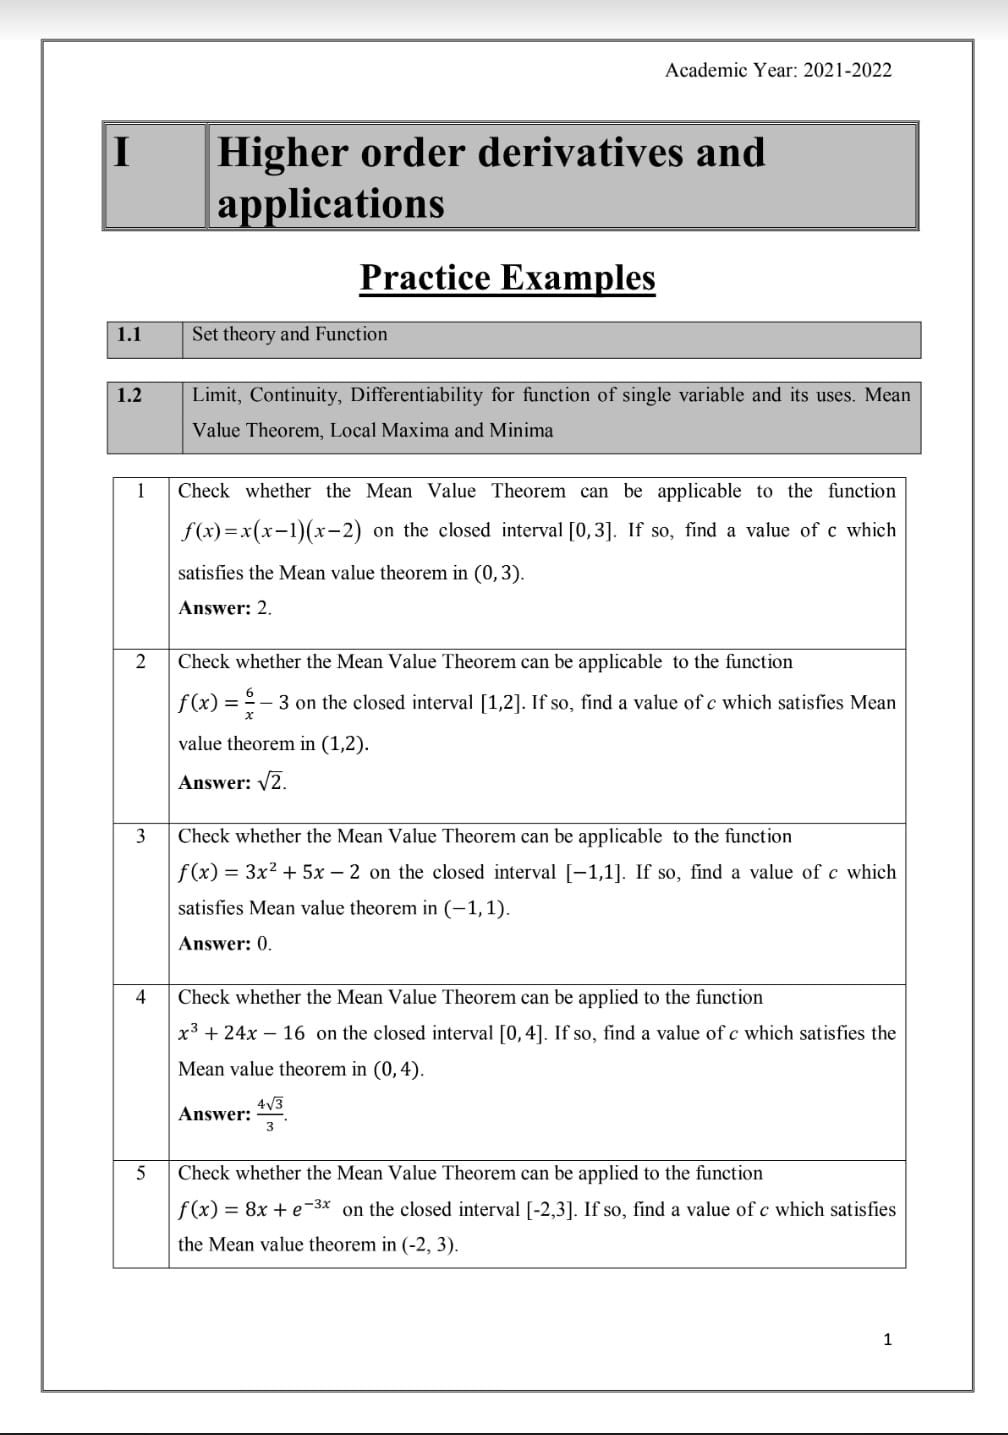 Academic Year: 2021-2022
I Higher order derivatives and
applications
Practice Examples
1.1 Set theory and Function
1.2 Limit, Continuity, Differentiability for function of single variable and its uses. Mean
Value Theorem, Local Maxima and Minima
1 Check whether the Mean Value Theorem can be applicable to the function
f(x)=x(x−1)(x−2) on the closed interval [0,3]. If so, find a value of c which
satisfies the Mean value theorem in (0,3).
Answer: 2.
2 Check whether the Mean Value Theorem can be applicable to the function
f(x) = 6/x − 3 on the closed interval [1,2]. If so, find a value of c which satisfies Mean
value theorem in (1,2).
Answer: √2.
3 Check whether the Mean Value Theorem can be applicable to the function
f(x) = 3x² + 5x − 2 on the closed interval [−1,1]. If so, find a value of c which
satisfies Mean value theorem in (−1,1).
Answer: 0.
4 Check whether the Mean Value Theorem can be applied to the function
x³ + 24x − 16 on the closed interval [0,4]. If so, find a value of c which satisfies the
Mean value theorem in (0,4).
Answer: 4√3/3.
5 Check whether the Mean Value Theorem can be applied to the function
f(x) = 8x + e⁻³ˣ on the closed interval [-2,3]. If so, find a value of c which satisfies
the Mean value theorem in (-2, 3).
1